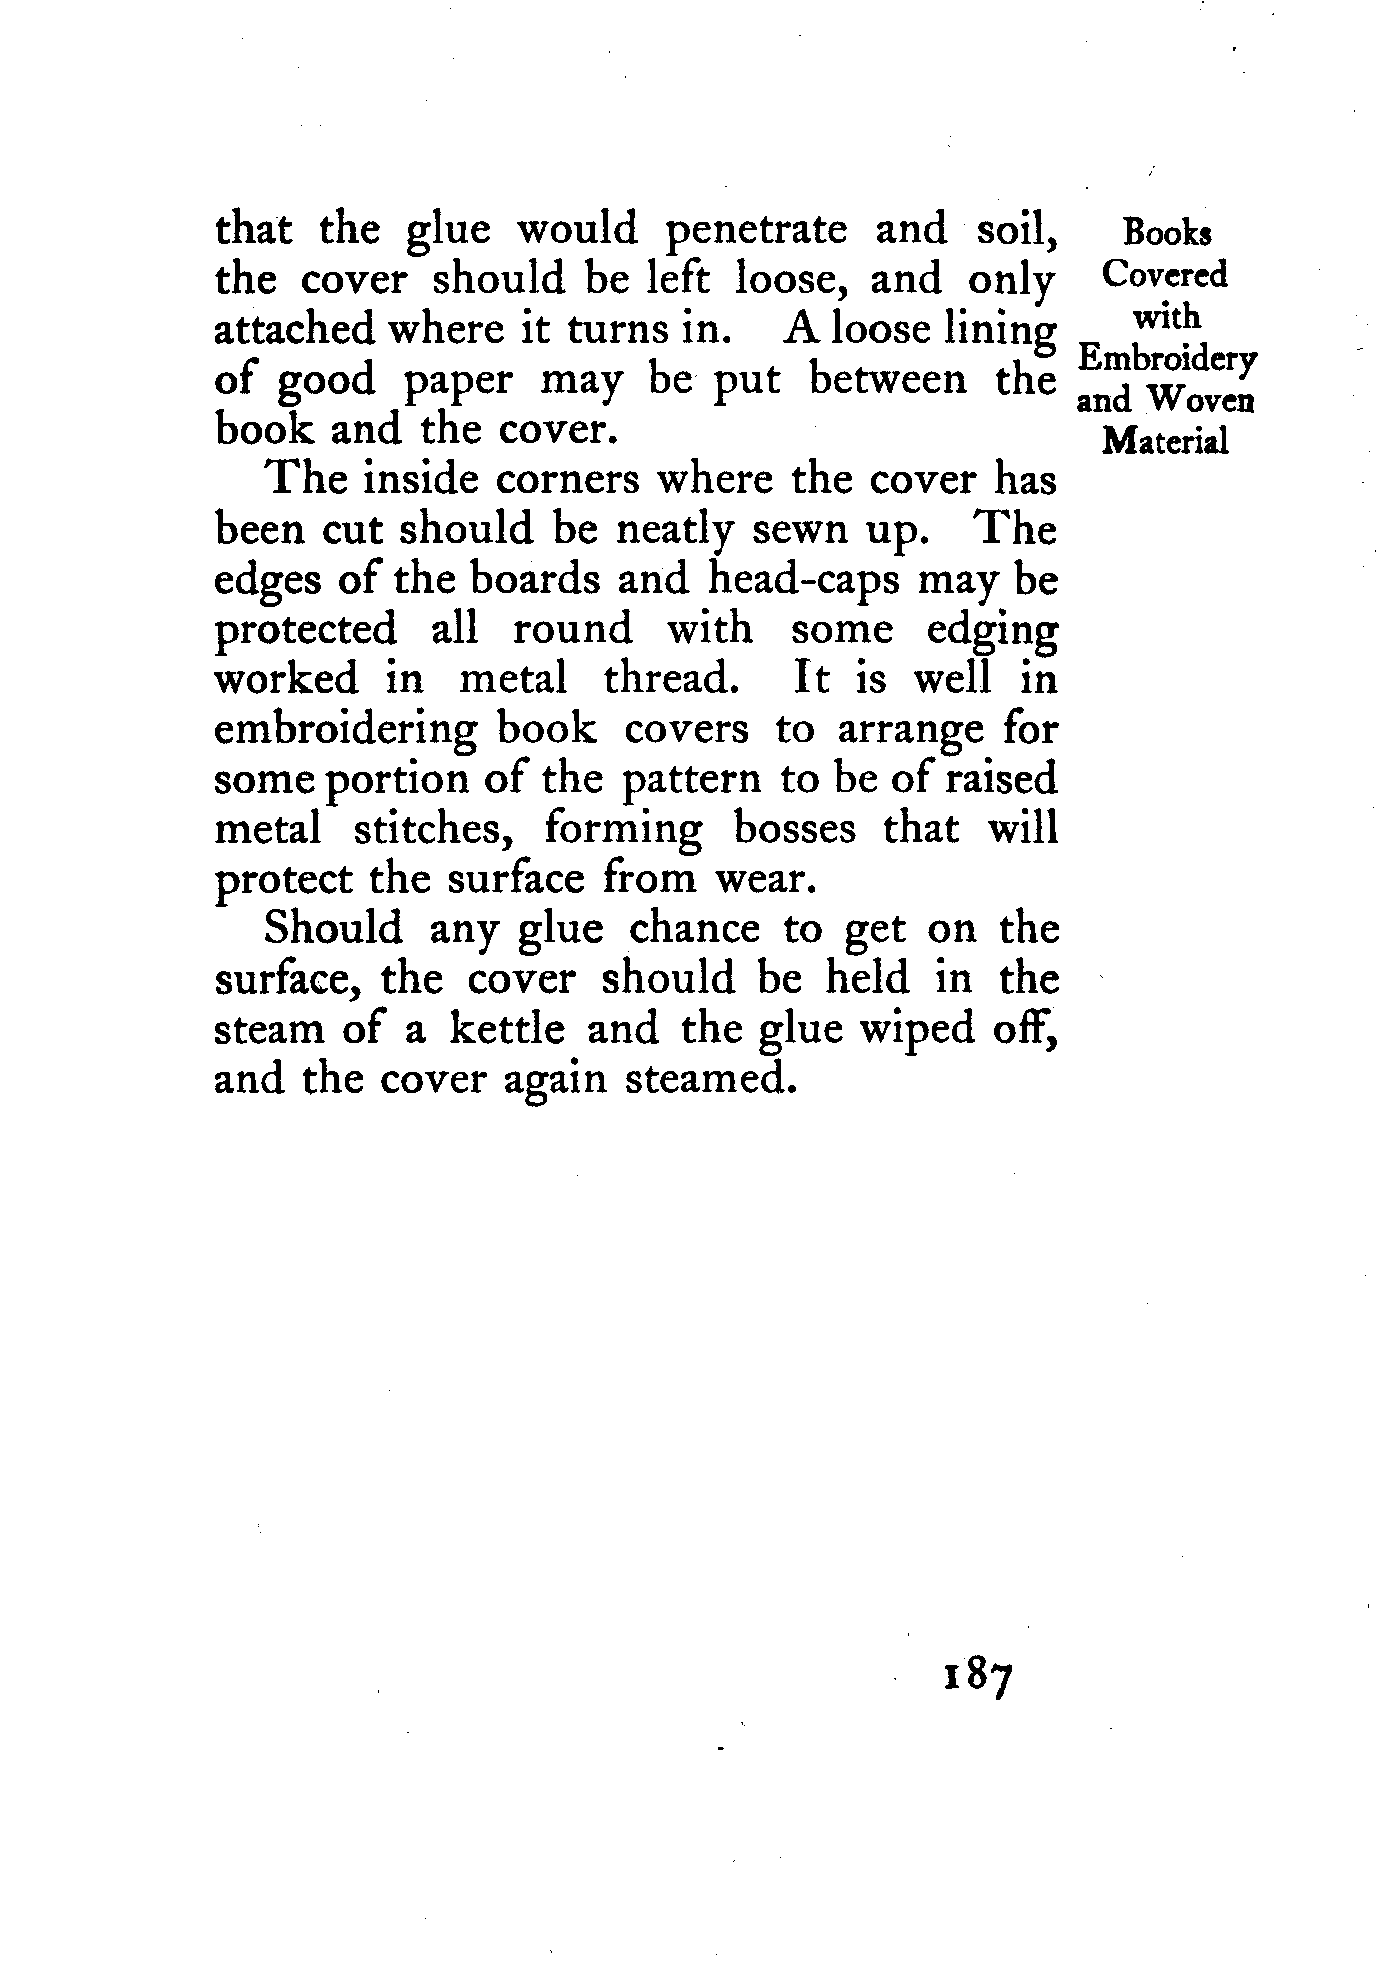 that the glue would penetrate and soil,
the cover should be left loose, and only
attached where it turns in. A loose lining
of good paper may be put between the
book and the cover.
The inside corners where the cover has
been cut should be neatly sewn up. The
edges of the boards and head-caps may be
protected all round with some edging
worked in metal thread. It is well in
embroidering book covers to arrange for
some portion of the pattern to be of raised
metal stitches, forming bosses that will
protect the surface from wear.
Should any glue chance to get on the
surface, the cover should be held in the
steam of a kettle and the glue wiped off,
and the cover again steamed.
Books
Covered
with
Embroidery
and Woven
Material
187